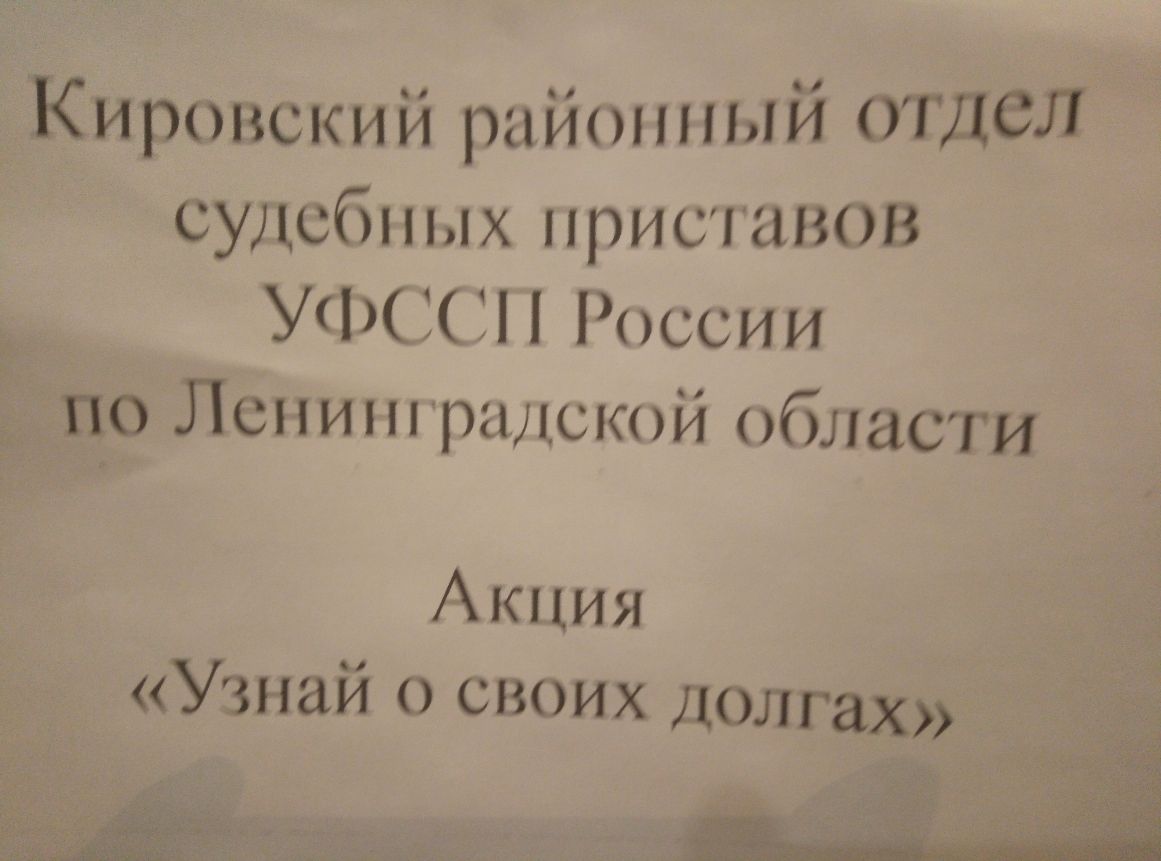 Кировский районный отдел
судебных приставов
УФССП России
по Ленинградской области
Акция
«Узнай о своих долгах»